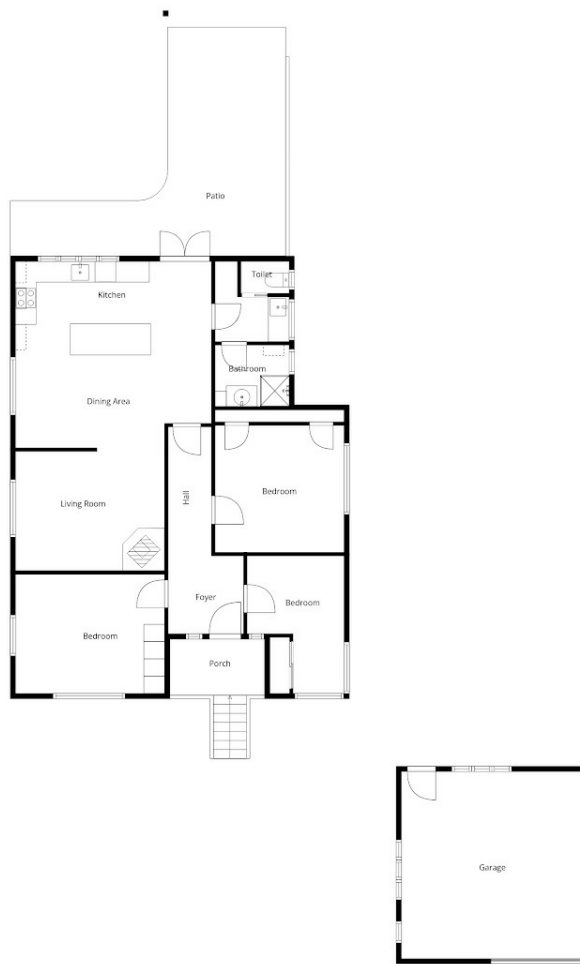 Patio
Toilet
Kitchen
Bathroom
Dining Area
Bedroom
Hall
Living Room
Foyer
Bedroom
Bedroom
Porch
Garage